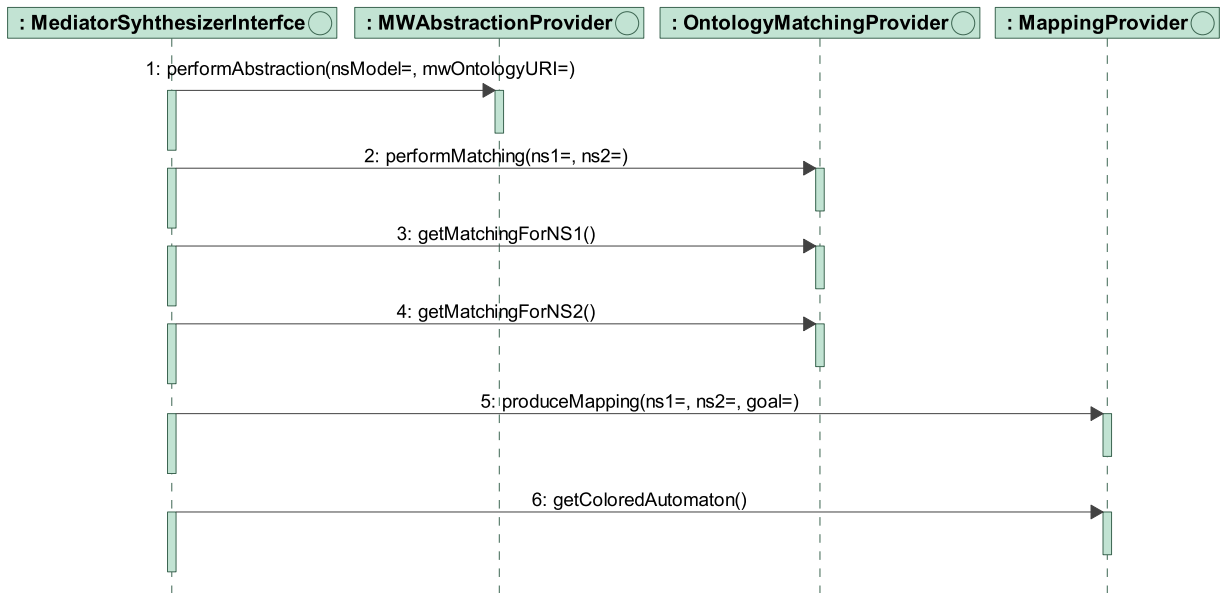 : MediatorSyhthesizerInterfce
: MWAbstractionProvider
: OntologyMatchingProvider
: MappingProvider
1: performAbstraction(nsModel=, mwOntologyURI=)
2: performMatching(ns1=, ns2=)
3: getMatchingForNS1()
4: getMatchingForNS2()
5: produceMapping(ns1=, ns2=, goal=)
6: getColoredAutomaton()